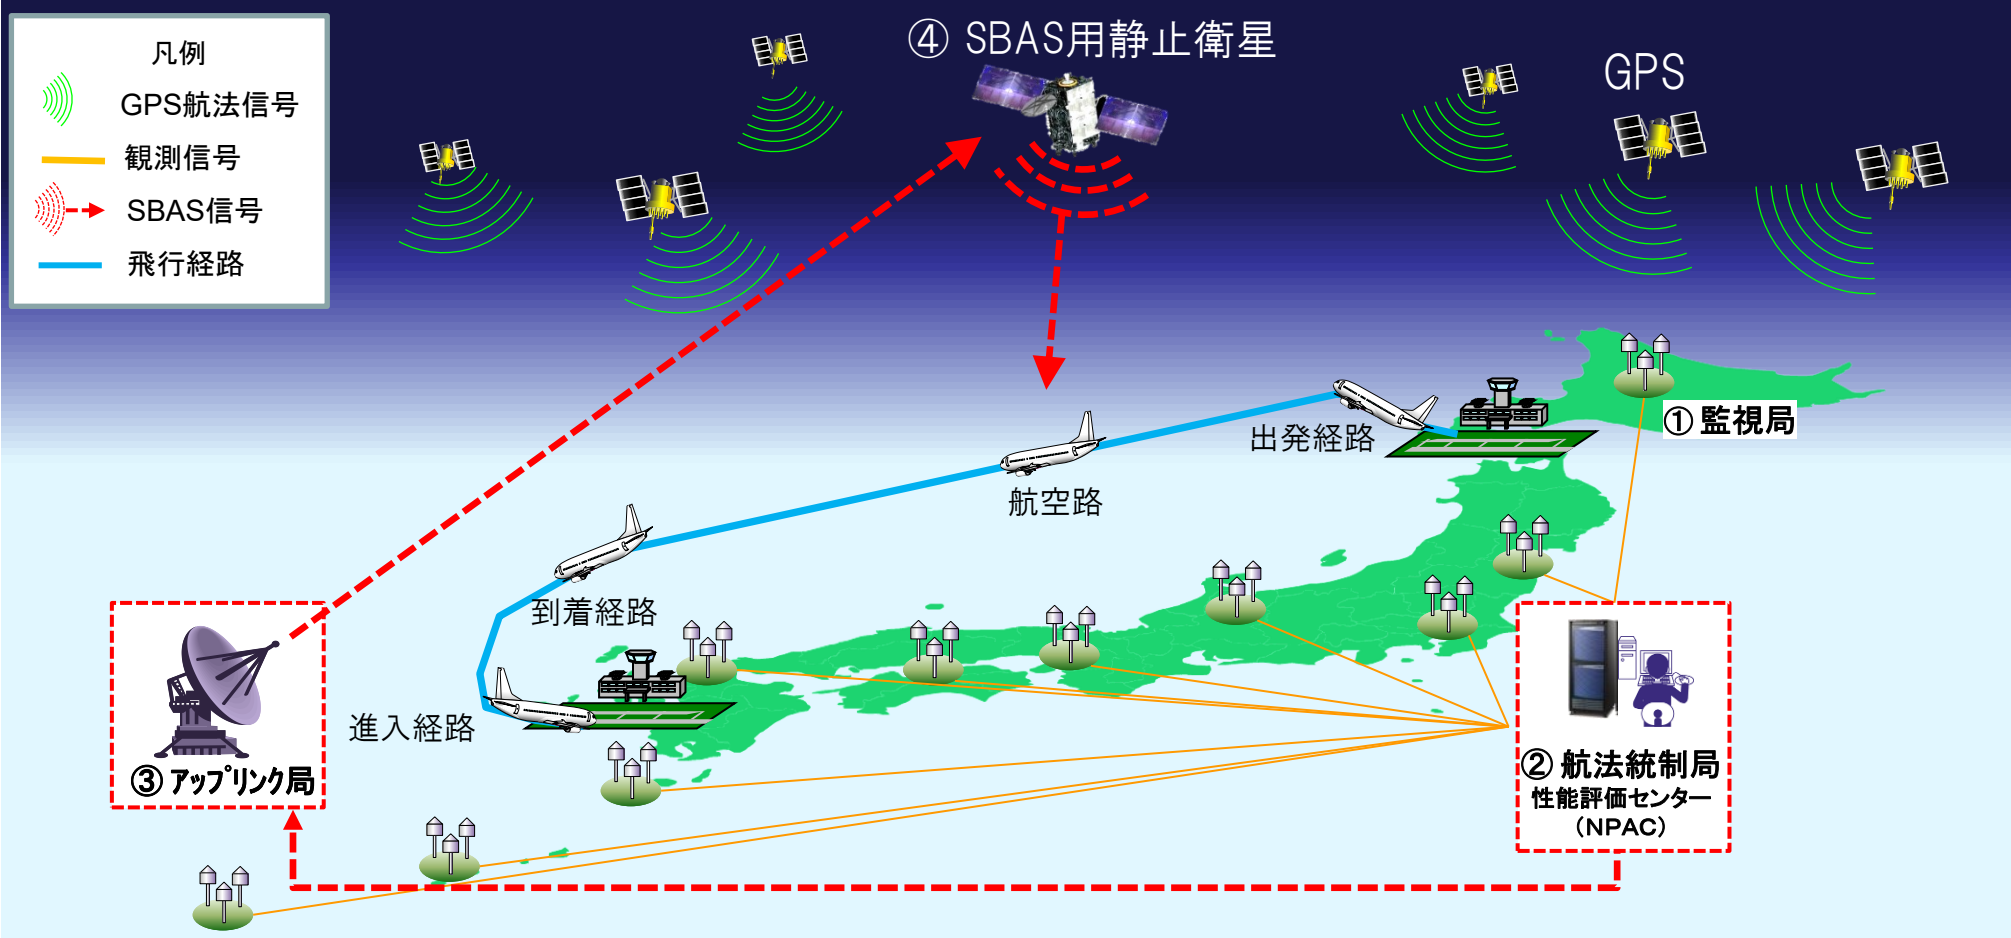 凡例
GPS航法信号
観測信号
SBAS信号
飛行経路
④ SBAS用静止衛星
GPS
① 監視局
出発経路
航空路
到着経路
進入経路
③ アップリンク局
② 航法統制局
性能評価センター
(NPAC)